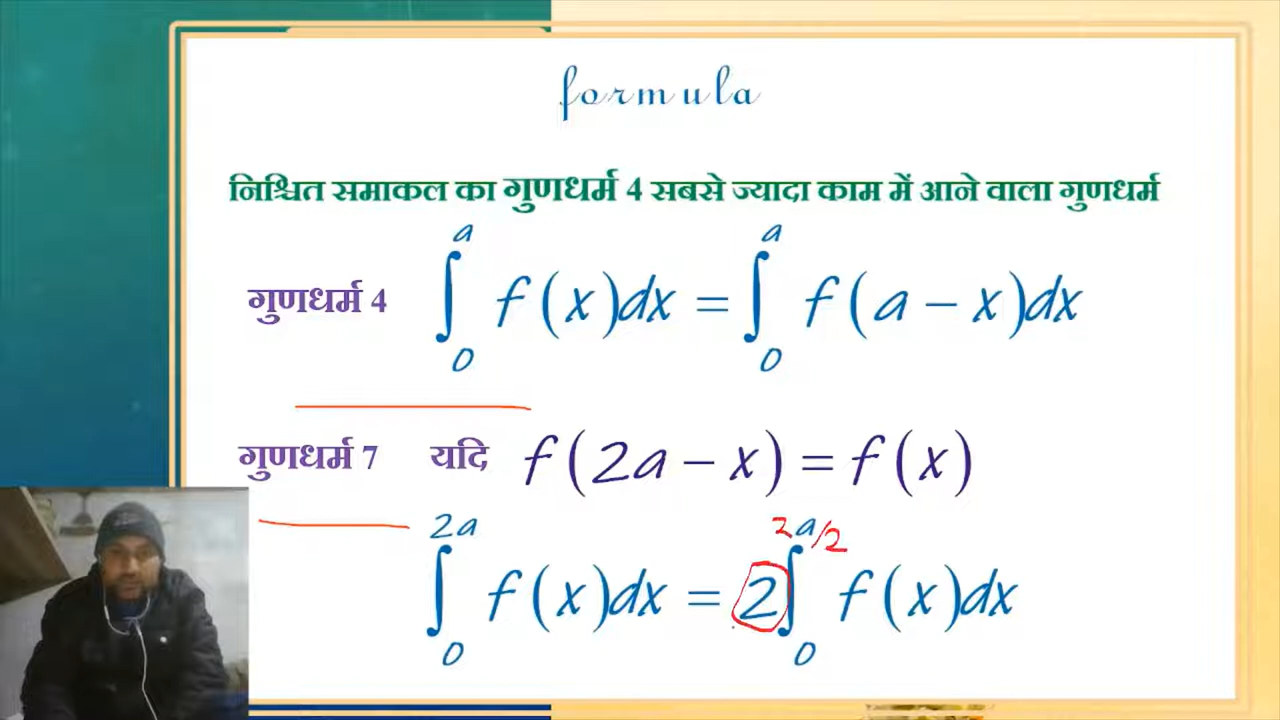 formula
निश्चित समाकल का गुणधर्म 4 सबसे ज्यादा काम में आने वाला गुणधर्म
गुणधर्म 4 ∫₀ᵃ f(x)dx = ∫₀ᵃ f(a − x)dx
गुणधर्म 7 यदि f(2a − x) = f(x)
∫₀²ᵃ f(x)dx = 2 ∫₀^2a/2 f(x)dx